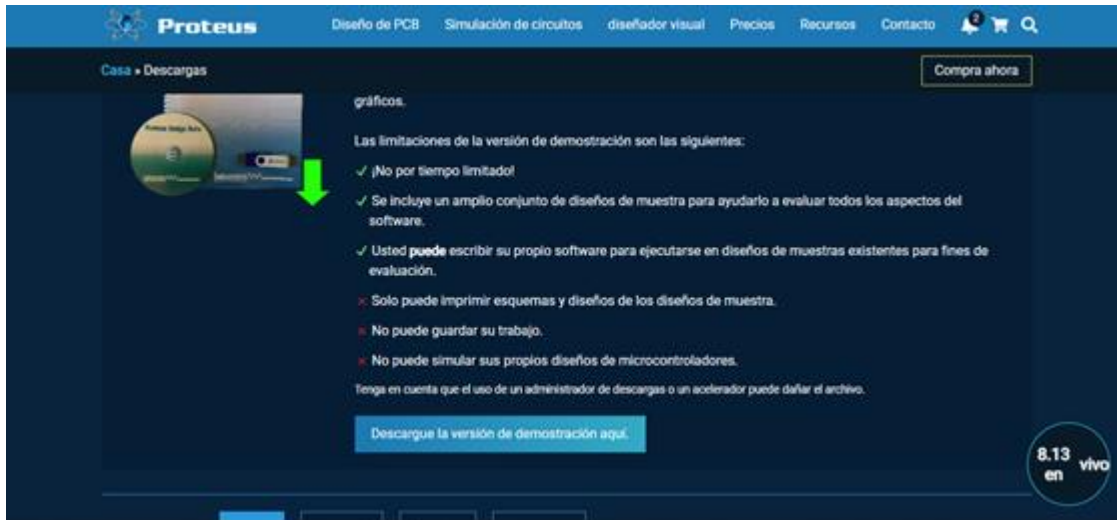 Proteus
Diseño de PCB
Simulación de circuitos
diseñador visual
Precios
Recursos
Contacto
2
Casa » Descargas
Compra ahora
gráficos.
Las limitaciones de la versión de demostración son las siguientes:
¡No por tiempo limitado!
Se incluye un amplio conjunto de diseños de muestra para ayudarlo a evaluar todos los aspectos del
software.
Usted puede escribir su propio software para ejecutarse en diseños de muestras existentes para fines de
evaluación.
Solo puede imprimir esquemas y diseños de los diseños de muestra.
No puede guardar su trabajo.
No puede simular sus propios diseños de microcontroladores.
Tenga en cuenta que el uso de un administrador de descargas o un acelerador puede dañar el archivo.
Descargue la versión de demostración aquí.
8.13
en
vivo